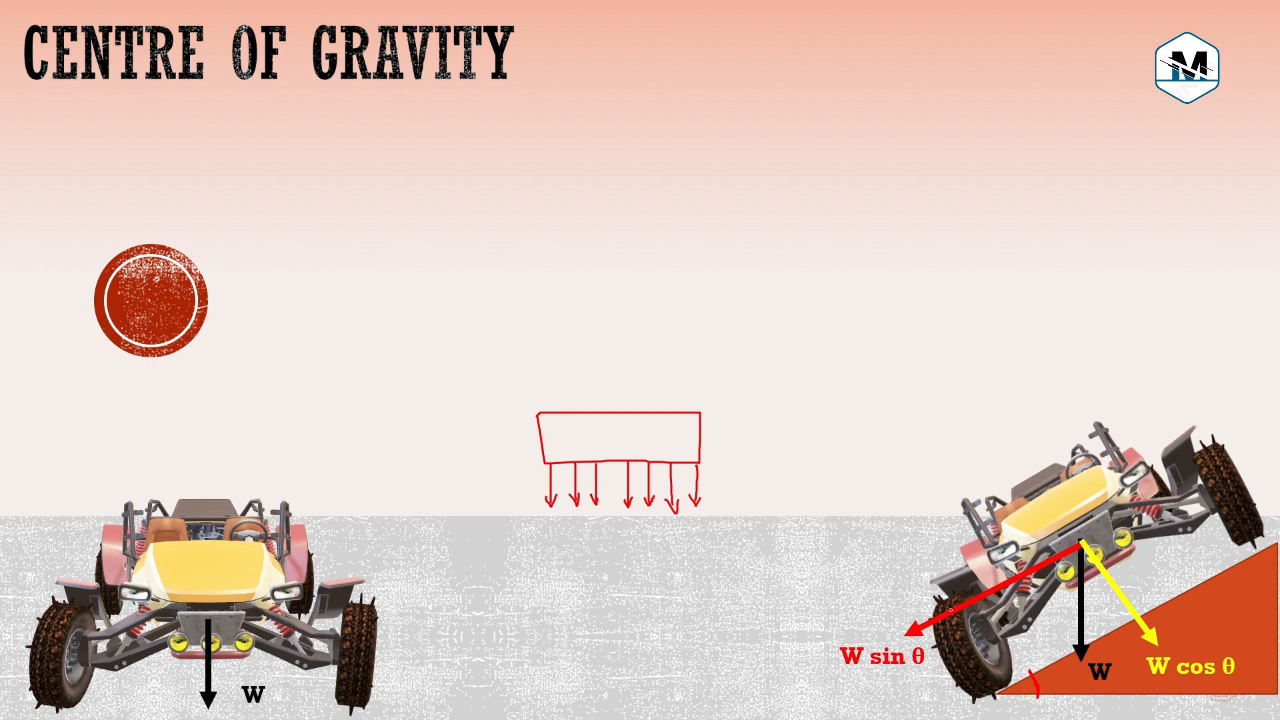 CENTRE OF GRAVITY
M
W sin θ
W
W cos θ
W